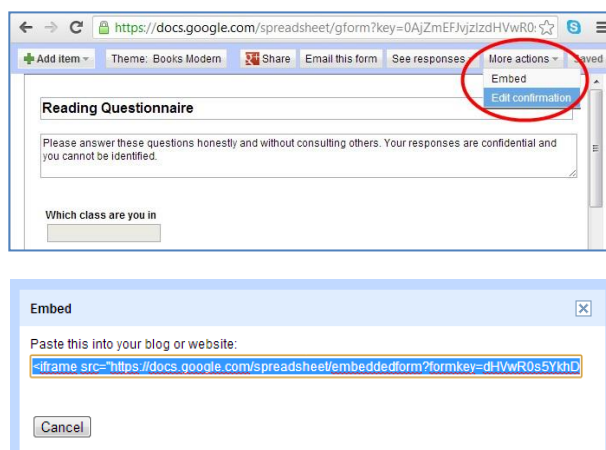 https://docs.google.com/spreadsheet/gform?key=0AjZmEFJvjzIzdHVwR0
Add item Theme: Books Modern Share Email this form See responses More actions Saved
Embed
Edit confirmation
Reading Questionnaire
Please answer these questions honestly and without consulting others. Your responses are confidential and
you cannot be identified.
Which class are you in
Embed
Paste this into your blog or website:
<iframe src="https://docs.google.com/spreadsheet/embeddedform?formkey=dHVwR0s5YkhD
Cancel